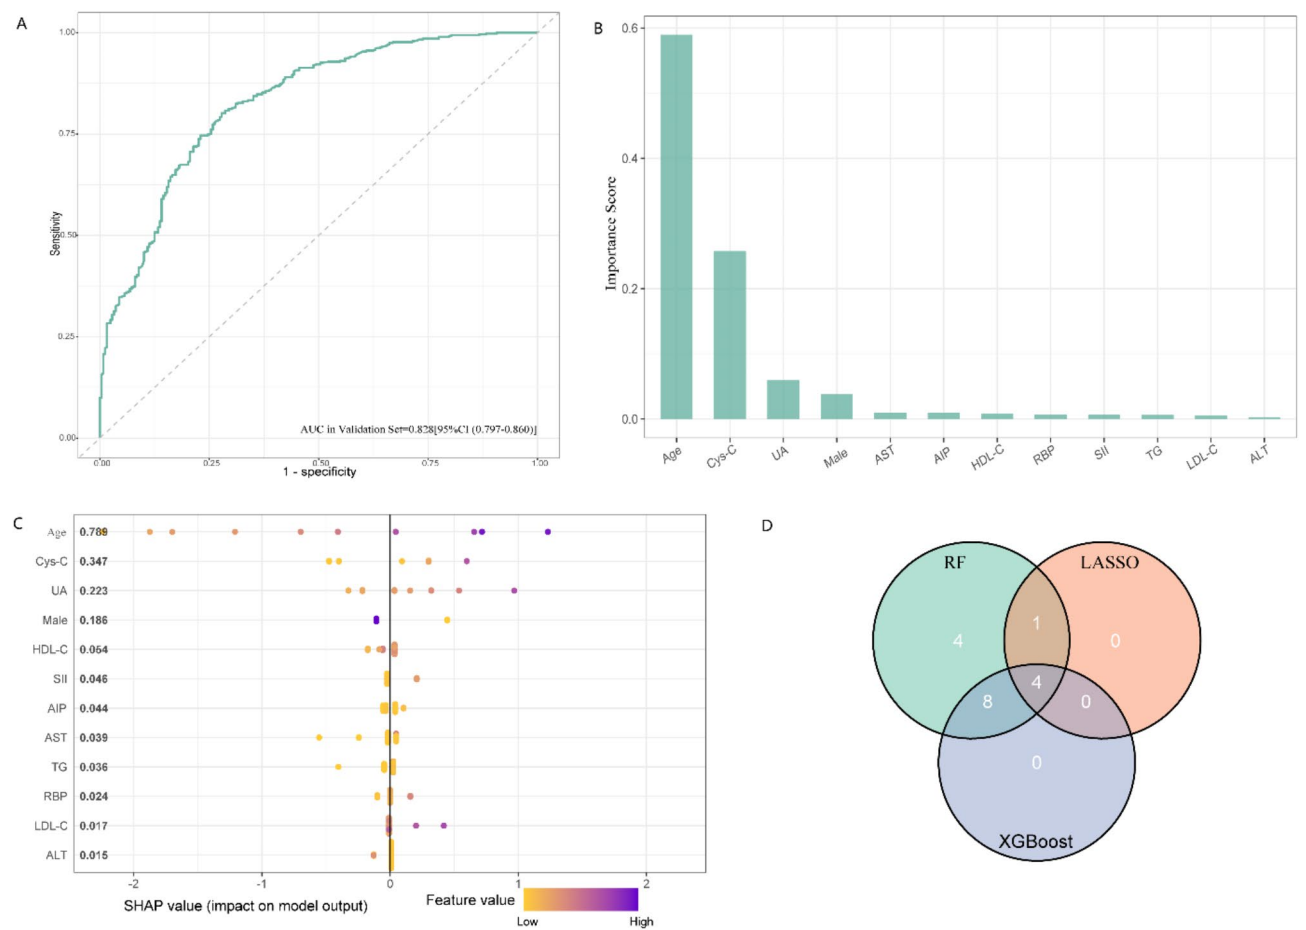 A
1.00
0.75
0.50
0.25
0.00
Sensitivity
AUC in Validation Set=0.828[95%CI (0.797-0.860)]
0.00 0.25 0.50 0.75 1.00
1 - specificity
B
0.6
0.4
0.2
0.0
Importance Score
Age Cys-C UA Male AST AIP HDL-C RBP SII TG LDL-C ALT
C
Age 0.789
Cys-C 0.347
UA 0.223
Male 0.186
HDL-C 0.064
SII 0.046
AIP 0.044
AST 0.039
TG 0.036
RBP 0.024
LDL-C 0.017
ALT 0.015
-2 -1 0 1 2
SHAP value (impact on model output)
Feature value
Low High
D
RF LASSO
1
4 0
4
8 0
0
XGBoost